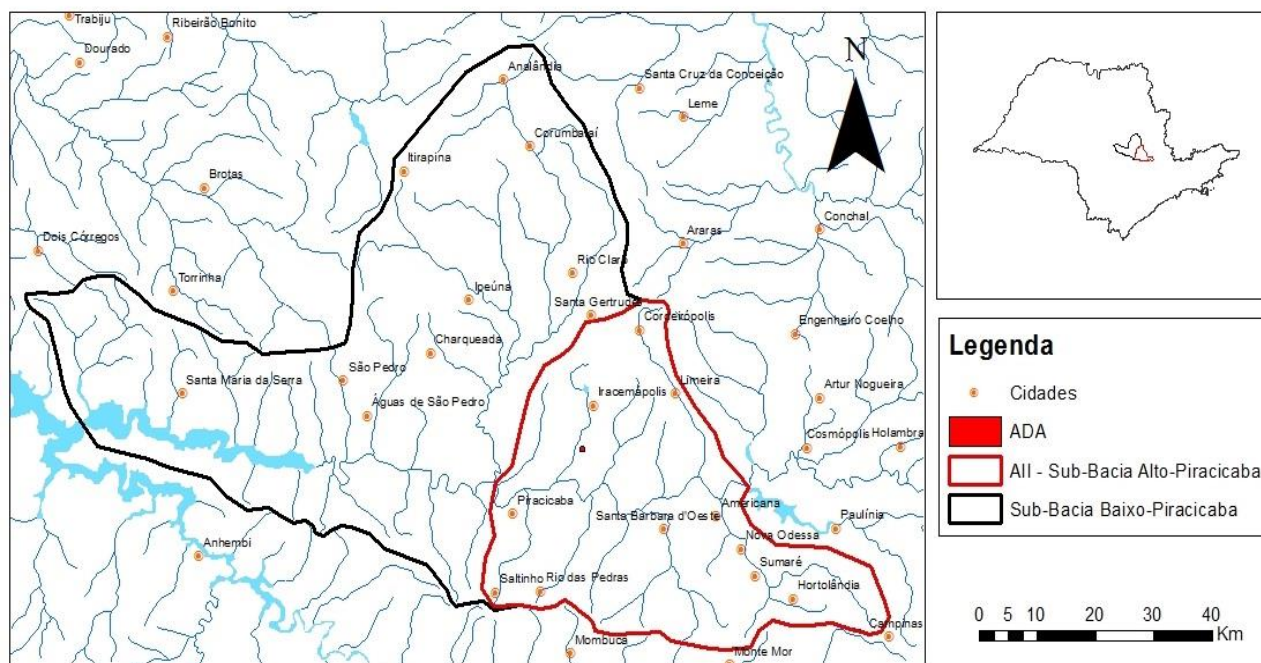 Trabiju
Ribeirão Bonito
Dourado
Analândia
Santa Cruz da Conceição
Leme
N
Corumbataí
Itirapina
Brotas
Conchal
Araras
Dois Córregos
Rio Claro
Torrinha
Ipeúna
Santa Gertrudes
Cordeirópolis
Engenheiro Coelho
Charqueada
São Pedro
Santa Maria da Serra
Águas de São Pedro
Iracemápolis
Limeira
Artur Nogueira
Cosmópolis
Holambra
Piracicaba
Santa Bárbara d'Oeste
Americana
Paulínia
Nova Odessa
Anhembi
Sumaré
Saltinho
Rio das Pedras
Hortolândia
Campinas
Mombuca
Monte Mor
Legenda
Cidades
ADA
AII - Sub-Bacia Alto-Piracicaba
Sub-Bacia Baixo-Piracicaba
0 5 10 20 30 40
Km